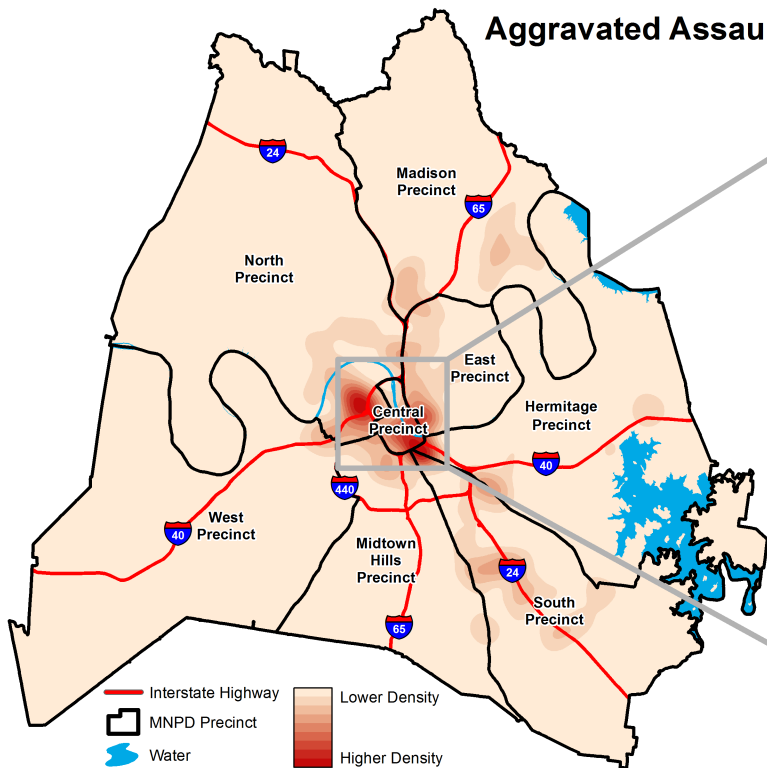 Aggravated Assau
24
Madison
Precinct
65
North
Precinct
East
Precinct
Central
Precinct
Hermitage
Precinct
40
440
West
Precinct
40
Midtown
Hills
Precinct
24
South
Precinct
65
Interstate Highway
MNPD Precinct
Water
Lower Density
Higher Density